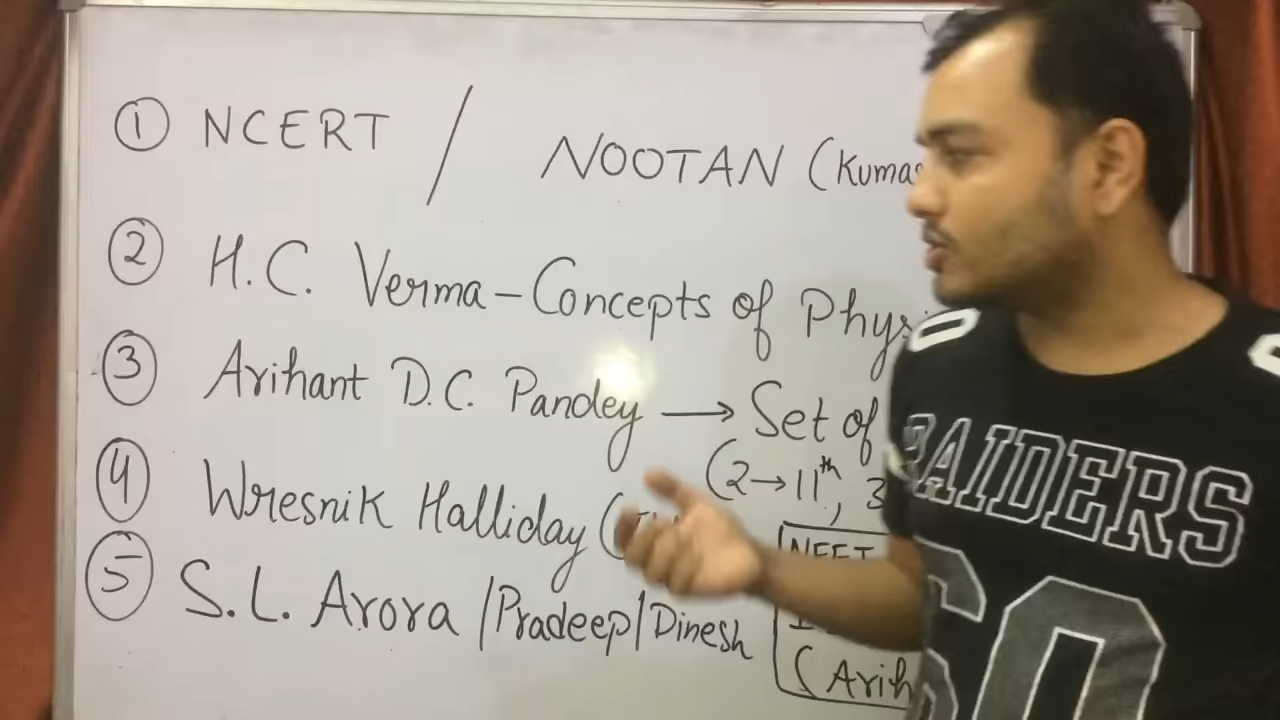 ① NCERT / NOOTAN (Kumar
② H.C. Verma – Concepts of Physi
③ Arihant D.C. Pandey → Set of
(2 → 11th, 3
④ Wresnik Halliday (
NEET
⑤ S.L. Arora / Pradeep / Dinesh
(Arih
RAIDERS
60